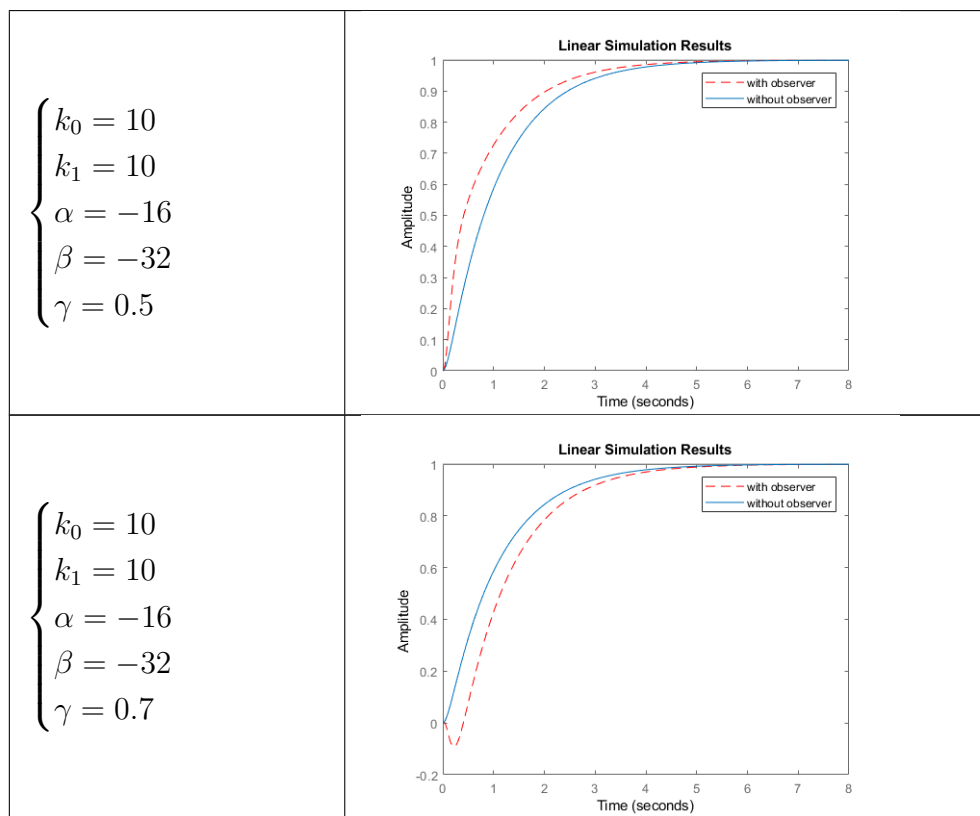 k₀ = 10
k₁ = 10
α = −16
β = −32
γ = 0.5
Linear Simulation Results
with observer
without observer
Amplitude
1
0.9
0.8
0.7
0.6
0.5
0.4
0.3
0.2
0.1
0
0 1 2 3 4 5 6 7 8
Time (seconds)
k₀ = 10
k₁ = 10
α = −16
β = −32
γ = 0.7
Linear Simulation Results
with observer
without observer
Amplitude
1
0.8
0.6
0.4
0.2
0
-0.2
0 1 2 3 4 5 6 7 8
Time (seconds)